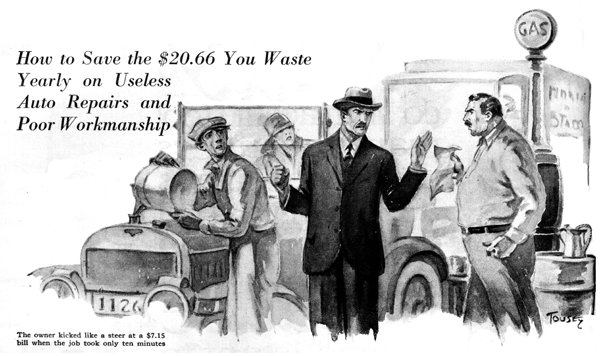 How to Save the $20.66 You Waste
Yearly on Useless
Auto Repairs and
Poor Workmanship
GAS
1126
The owner kicked like a steer at a $7.15
bill when the job took only ten minutes
TOUSEY